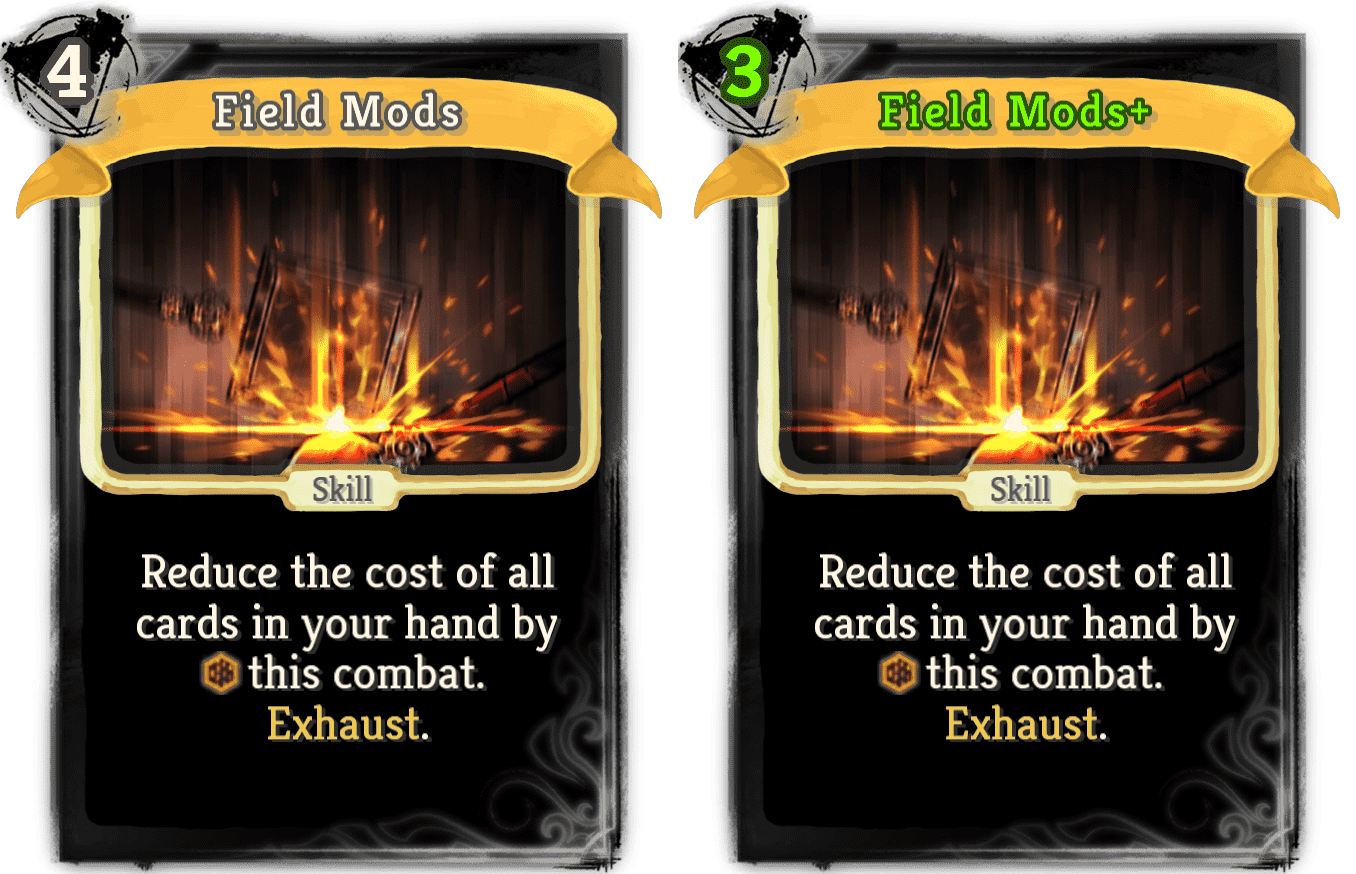 4
Field Mods
Skill
Reduce the cost of all
cards in your hand by
this combat.
Exhaust.
3
Field Mods+
Skill
Reduce the cost of all
cards in your hand by
this combat.
Exhaust.